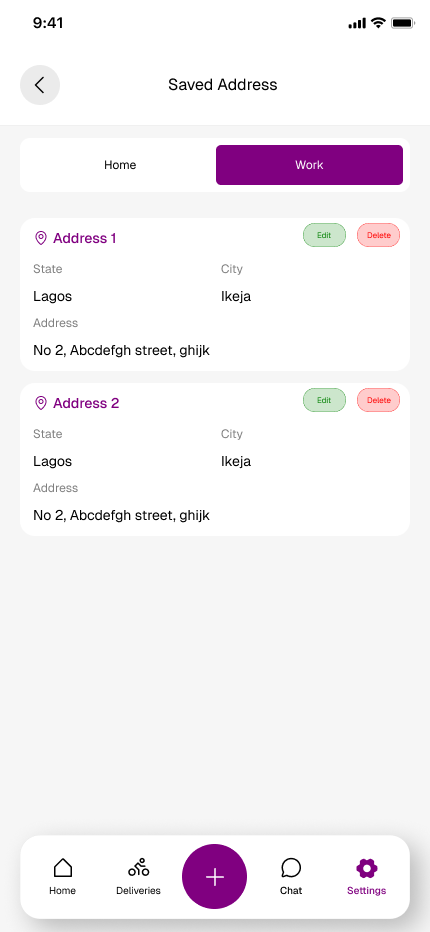 9:41
Saved Address
Home Work
Address 1 Edit Delete
State City
Lagos Ikeja
Address
No 2, Abcdefgh street, ghijk
Address 2 Edit Delete
State City
Lagos Ikeja
Address
No 2, Abcdefgh street, ghijk
Home Deliveries Chat Settings